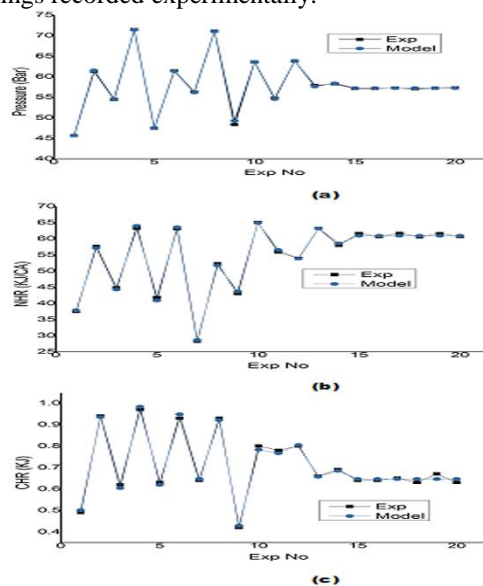 ngs recorded experimentally.
75
70
65
60
55
50
45
40
Pressure (Bar)
Exp
Model
0 5 10 15 20
Exp No
(a)
70
65
60
55
50
45
40
35
30
25
NHR (KJ/CA)
Exp
Model
0 5 10 15 20
Exp No
(b)
1.0
0.9
0.8
0.7
0.6
0.5
0.4
CHR (KJ)
Exp
Model
0 5 10 15 20
Exp No
(c)